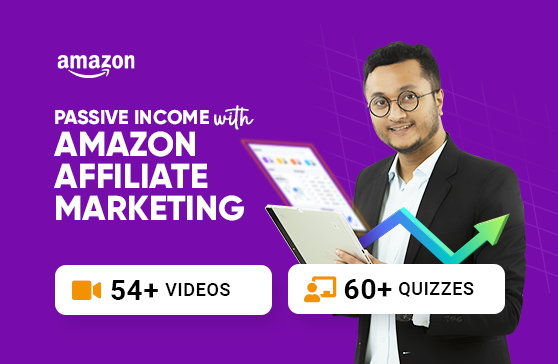 amazon
PASSIVE INCOME with
AMAZON
AFFILIATE
MARKETING
54+ VIDEOS
60+ QUIZZES